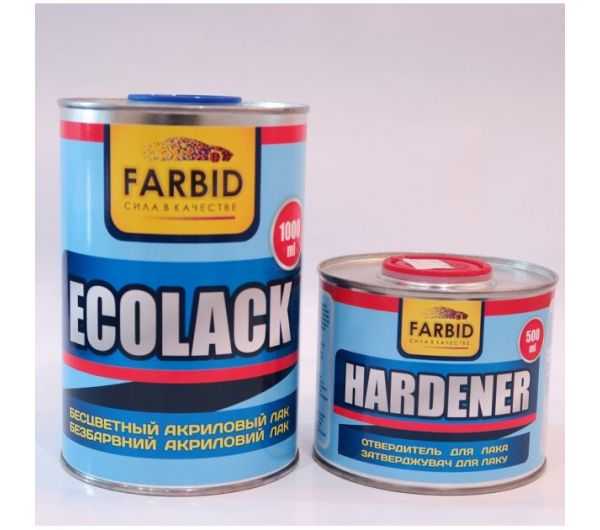 FARBID
СИЛА В КАЧЕСТВЕ
1000
ml
ECOLACK
БЕСЦВЕТНЫЙ АКРИЛОВЫЙ ЛАК
БЕЗБАРВНИЙ АКРИЛОВИЙ ЛАК
FARBID
СИЛА В КАЧЕСТВЕ
500
ml
HARDENER
ОТВЕРДИТЕЛЬ ДЛЯ ЛАКА
ЗАТВЕРДЖУВАЧ ДЛЯ ЛАКУ